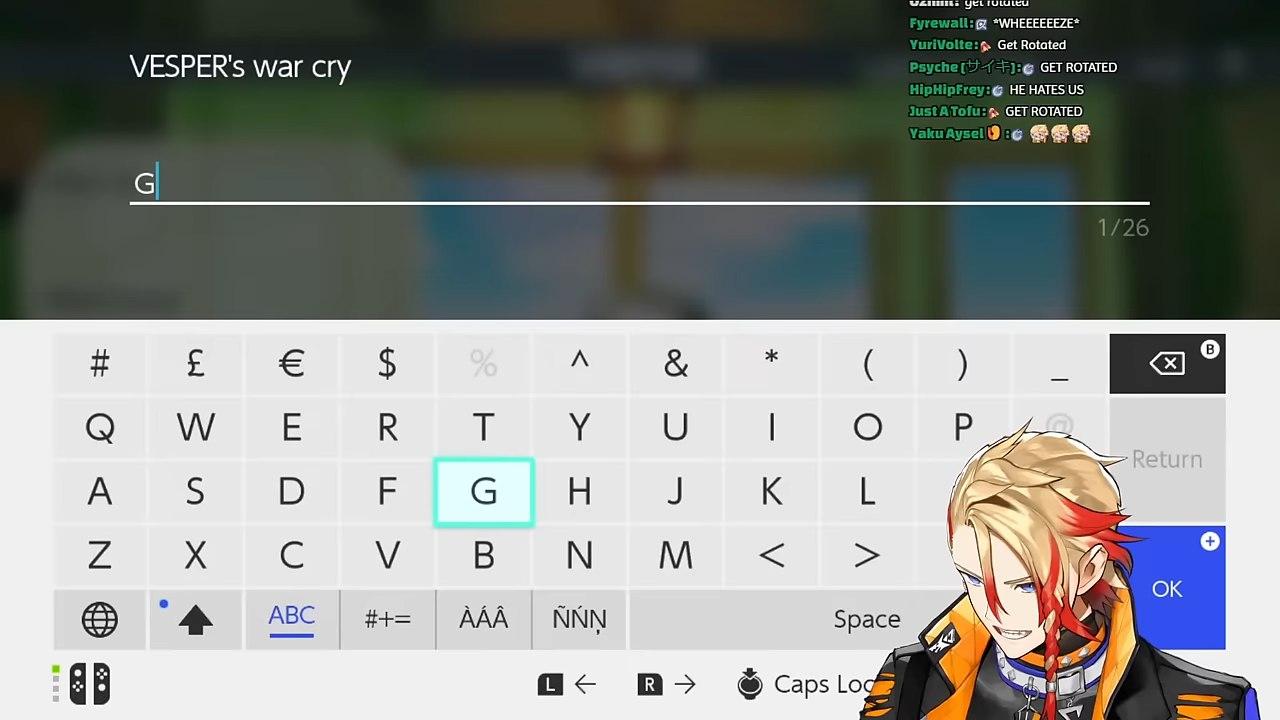 get rotated
Fyrewall: *WHEEEEEEZE*
YuriVolte: Get Rotated
Psyche(サイキ): GET ROTATED
HipHipFrey: HE HATES US
Just A Tofu: GET ROTATED
Yaku Aysel :
VESPER's war cry
G
1/26
# £ € $ % ^ & * ( ) _ B
Q W E R T Y U I O P @ Return
A S D F G H J K L
Z X C V B N M < > + OK
ABC #+= ÀÁÂ ÑŃŅ Space
L ← R → Caps Loc